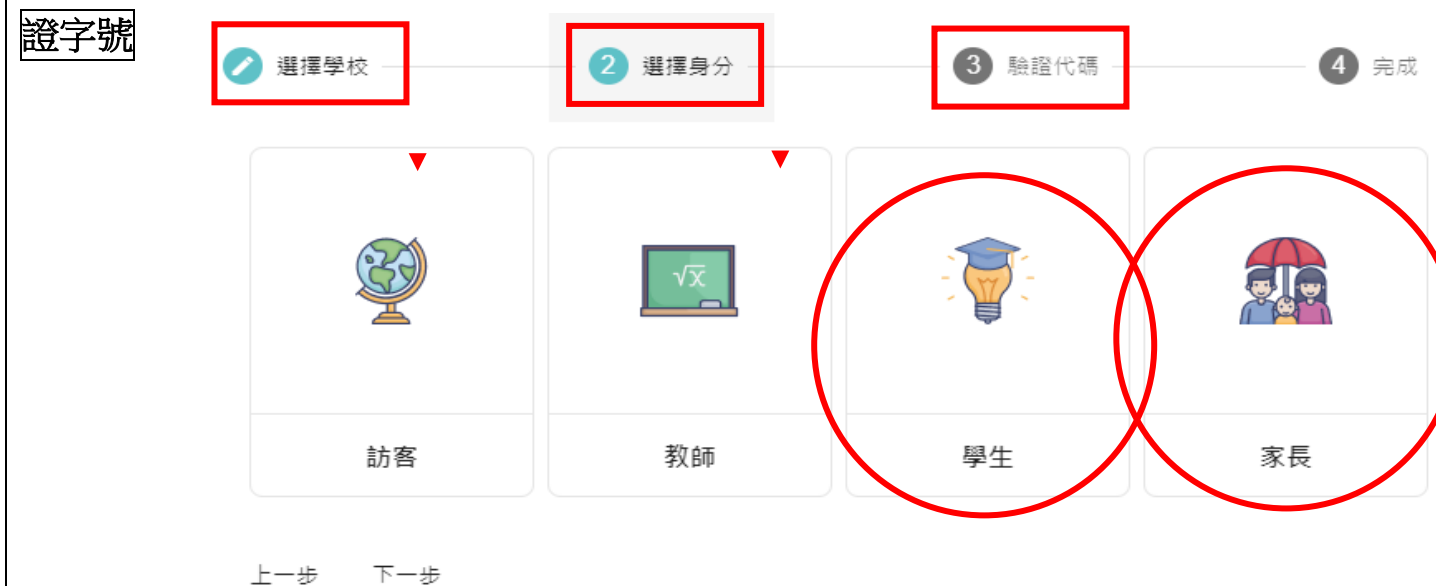 證字號
選擇學校
2 選擇身分
3 驗證代碼
4 完成
√x
訪客
教師
學生
家長
上一步 下一步